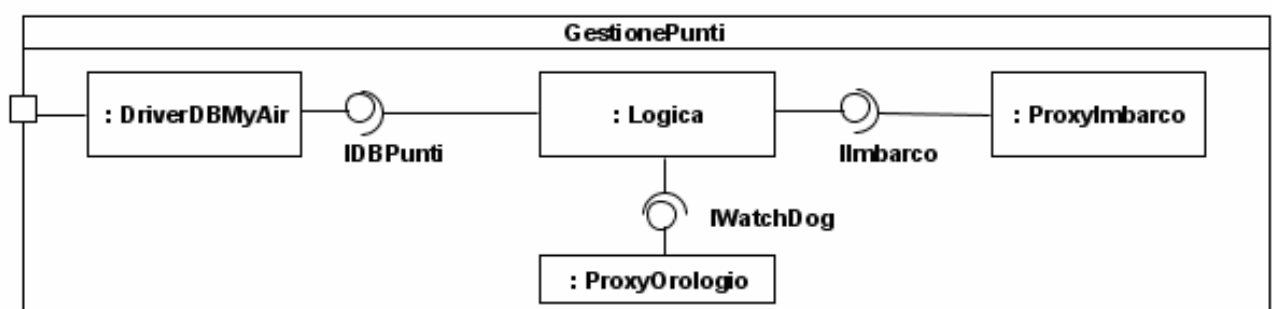 GestionePunti
: DriverDBMyAir
: Logica
: ProxyImbarco
IDBPunti
IImbarco
IWatchDog
: ProxyOrologio